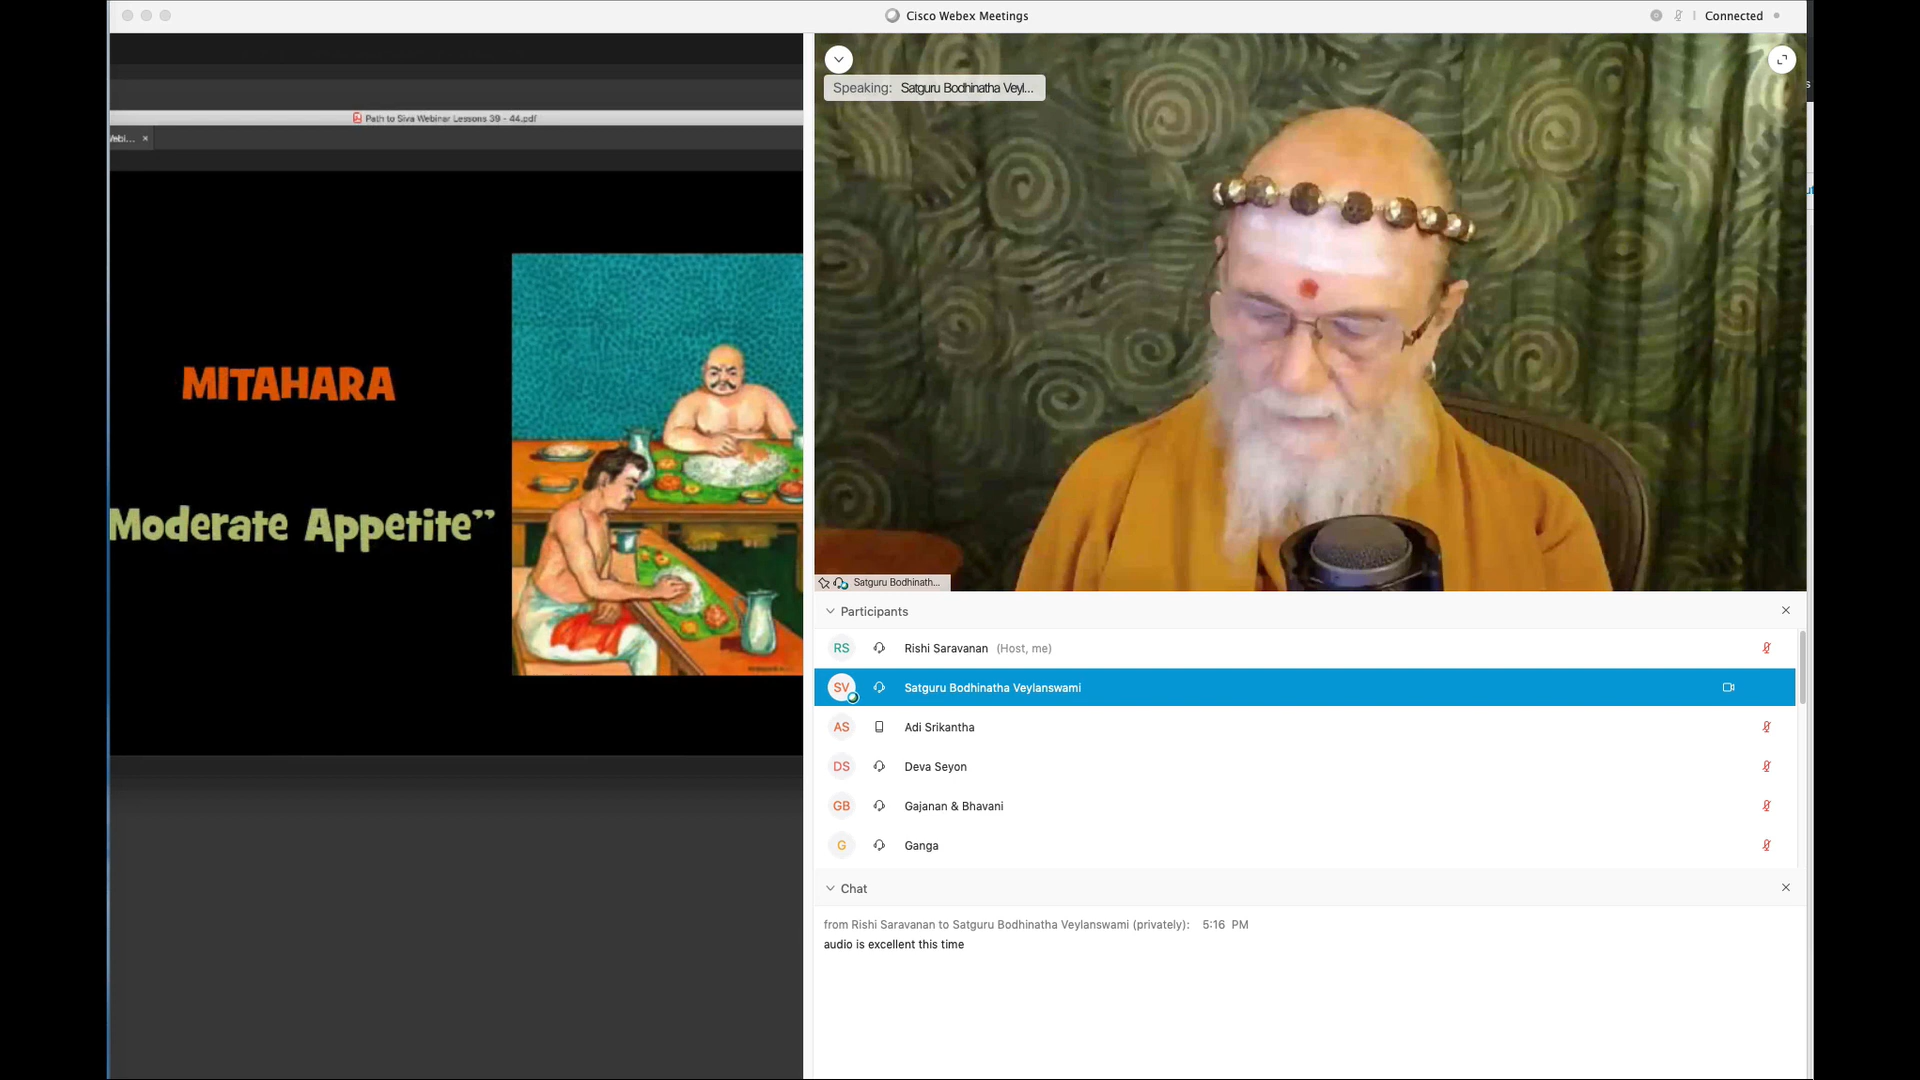 Cisco Webex Meetings
Connected
Path to Siva Webinar Lessons 39 - 44.pdf
MITAHARA
Moderate Appetite”
Speaking: Satguru Bodhinatha Veyl...
Satguru Bodhinath...
Participants
RS Rishi Saravanan (Host, me)
SV Satguru Bodhinatha Veylanswami
AS Adi Srikantha
DS Deva Seyon
GB Gajanan & Bhavani
G Ganga
Chat
from Rishi Saravanan to Satguru Bodhinatha Veylanswami (privately): 5:16 PM
audio is excellent this time